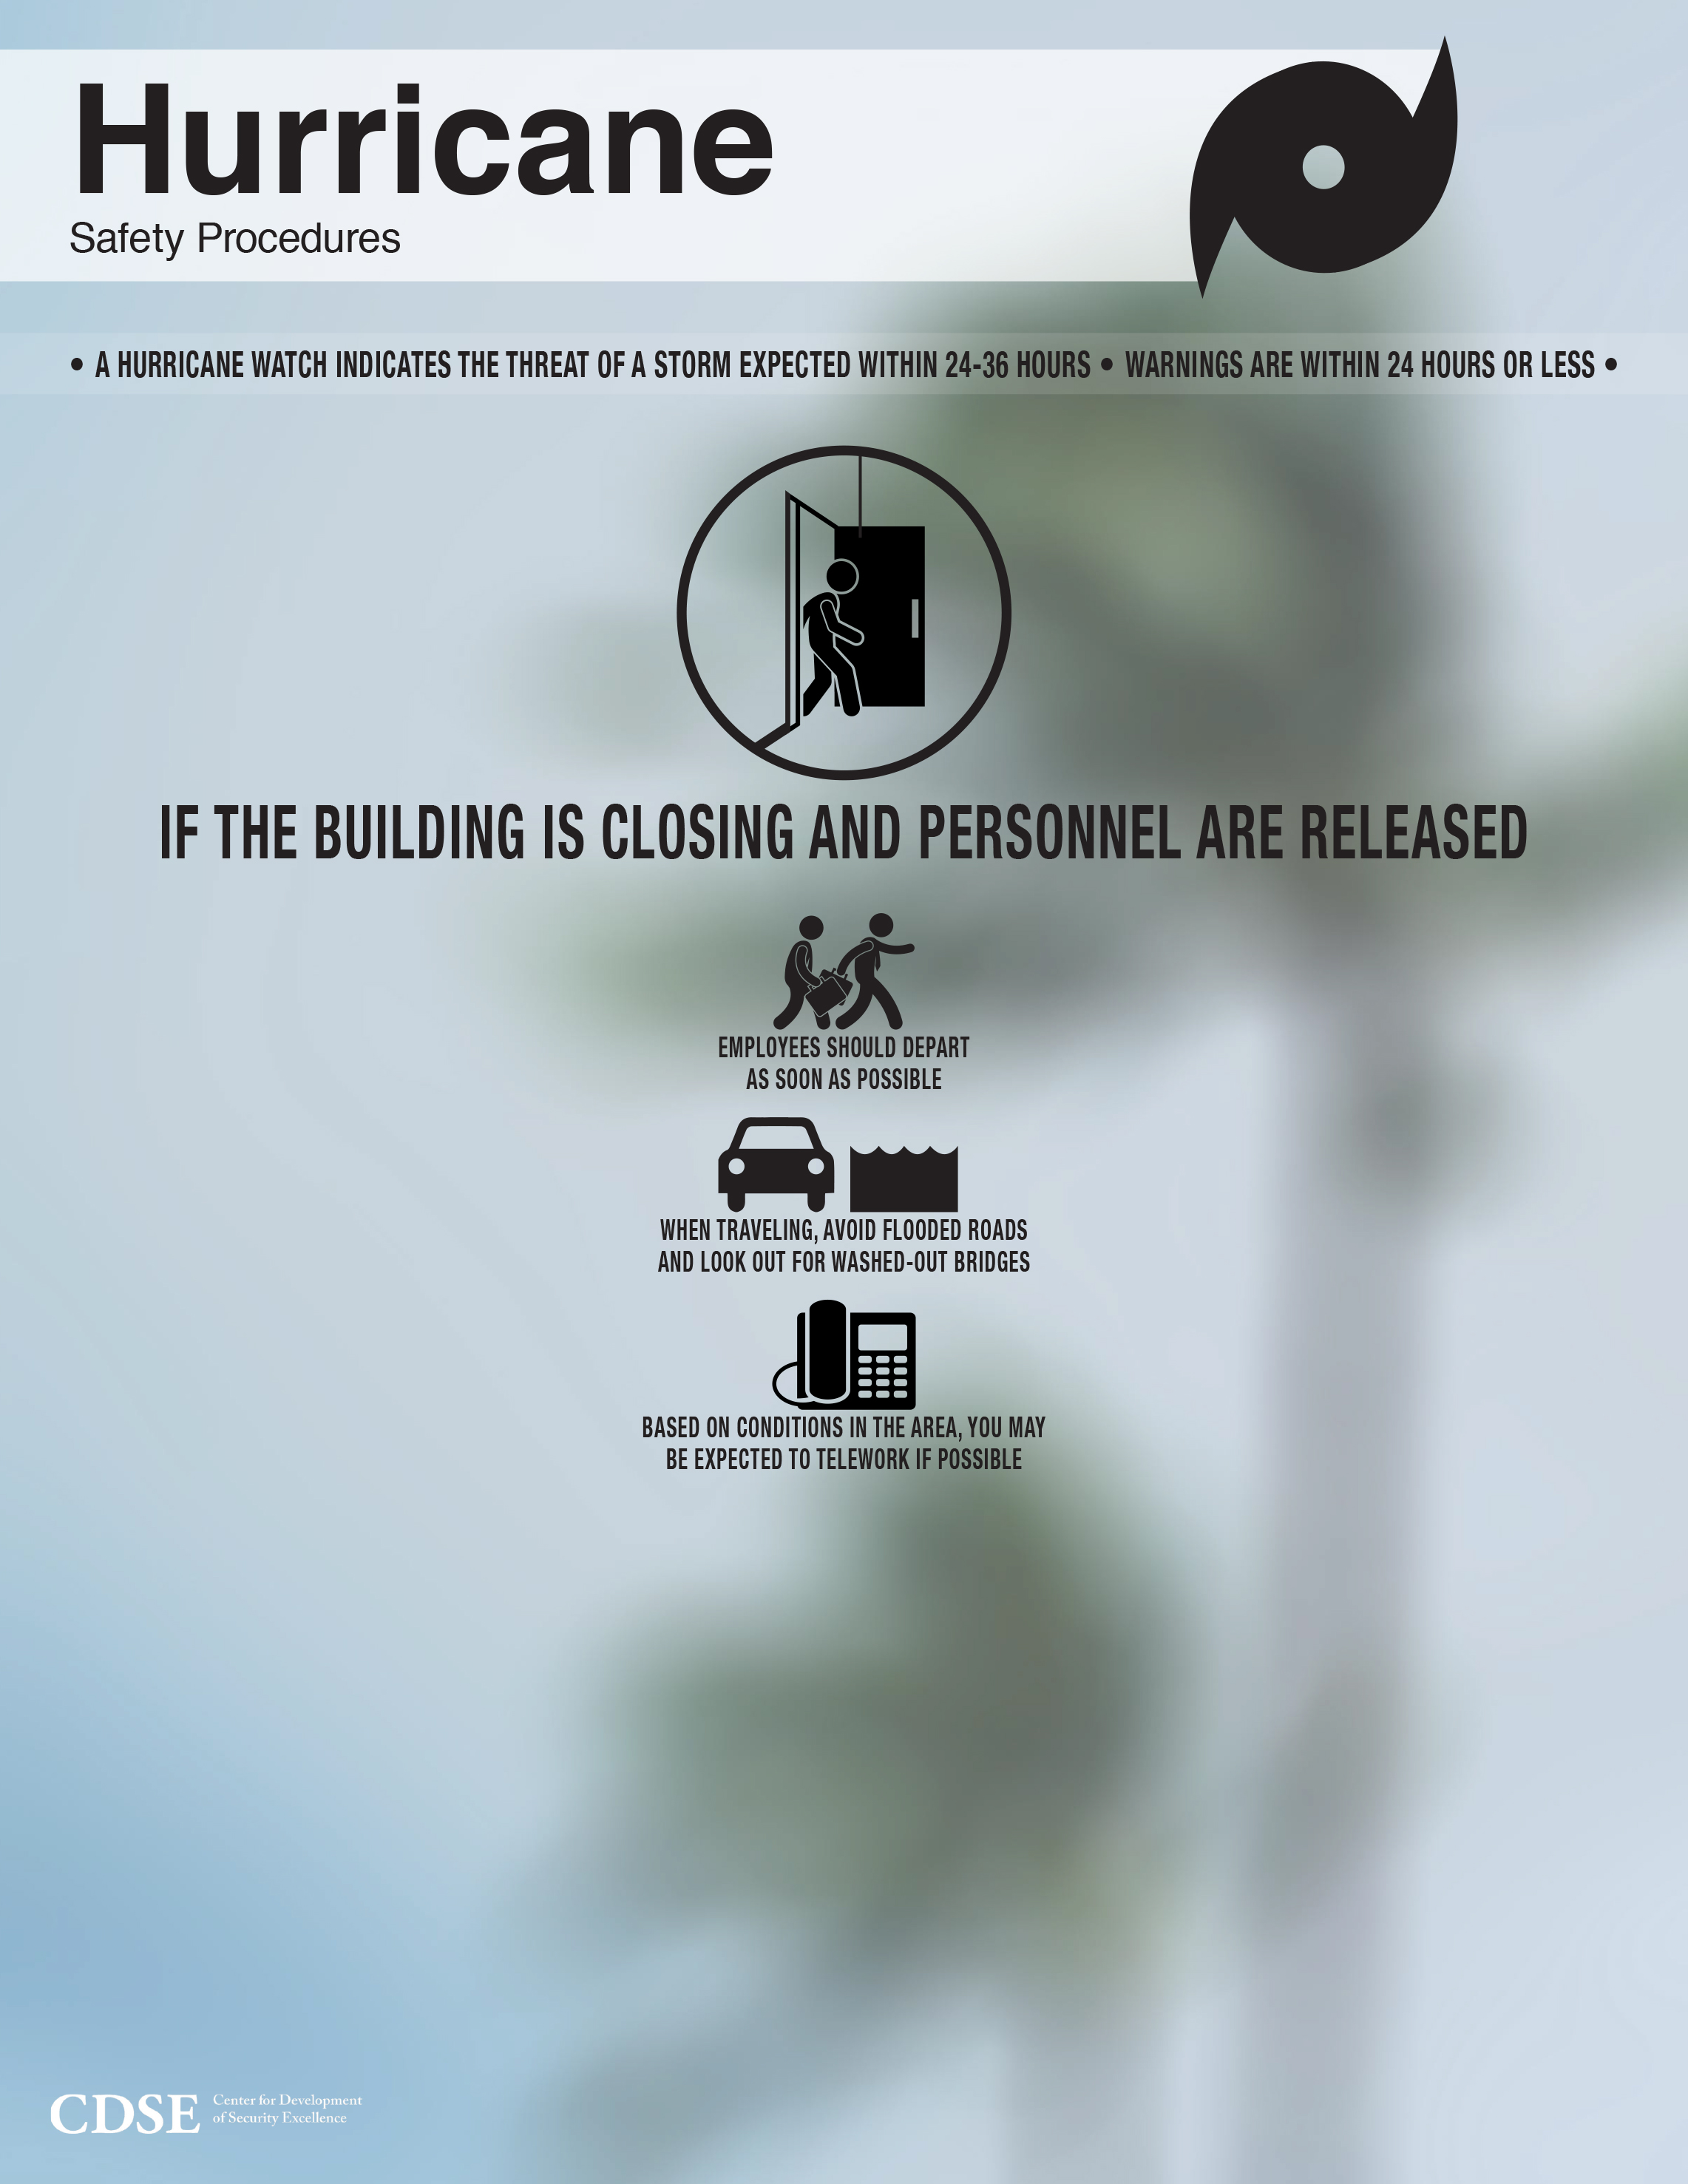 Hurricane
Safety Procedures
• A HURRICANE WATCH INDICATES THE THREAT OF A STORM EXPECTED WITHIN 24-36 HOURS • WARNINGS ARE WITHIN 24 HOURS OR LESS •
IF THE BUILDING IS CLOSING AND PERSONNEL ARE RELEASED
EMPLOYEES SHOULD DEPART
AS SOON AS POSSIBLE
WHEN TRAVELING, AVOID FLOODED ROADS
AND LOOK OUT FOR WASHED-OUT BRIDGES
BASED ON CONDITIONS IN THE AREA, YOU MAY
BE EXPECTED TO TELEWORK IF POSSIBLE
CDSE
Center for Development
of Security Excellence